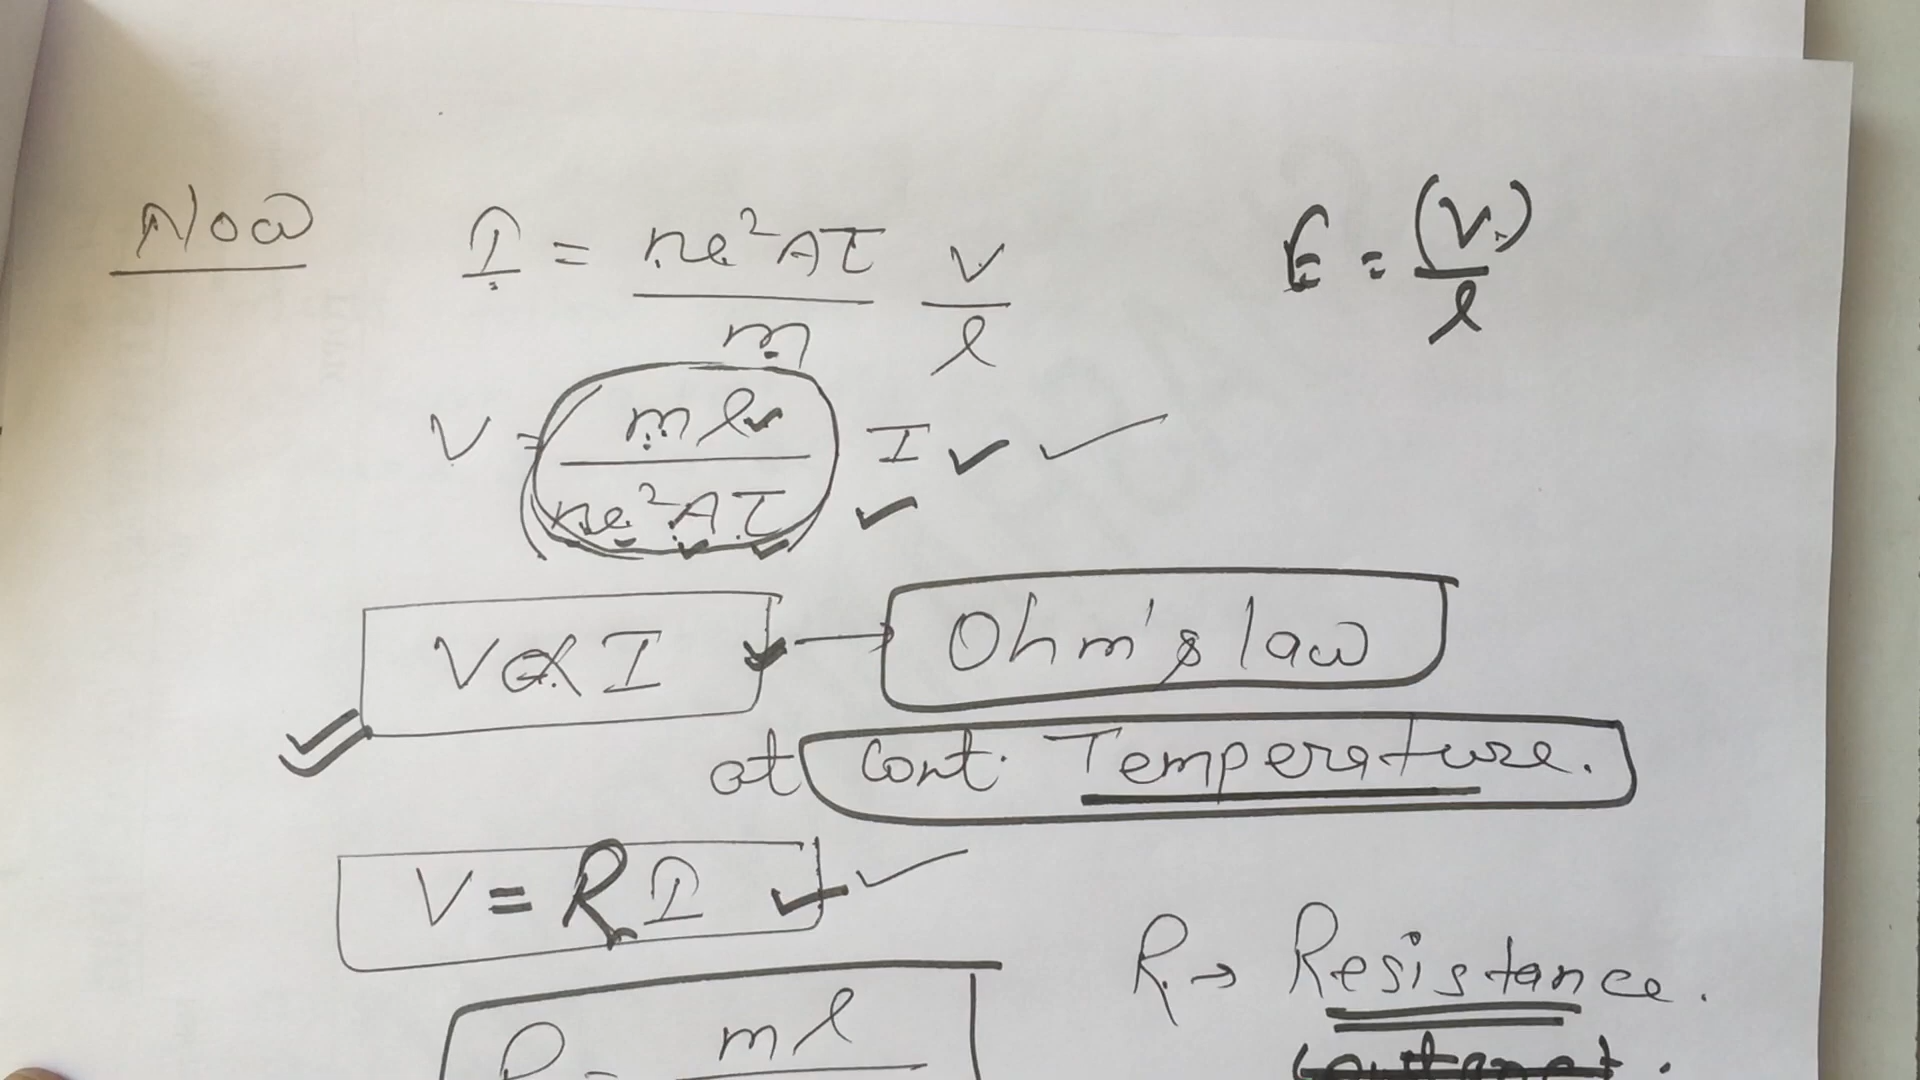 Now I = ne²Aτ/m V/l E = (V)/l
V = ml/ne²Aτ I
V ∝ I Ohm's law
at cont. Temperature.
V = RI
R → Resistance.
R = ml